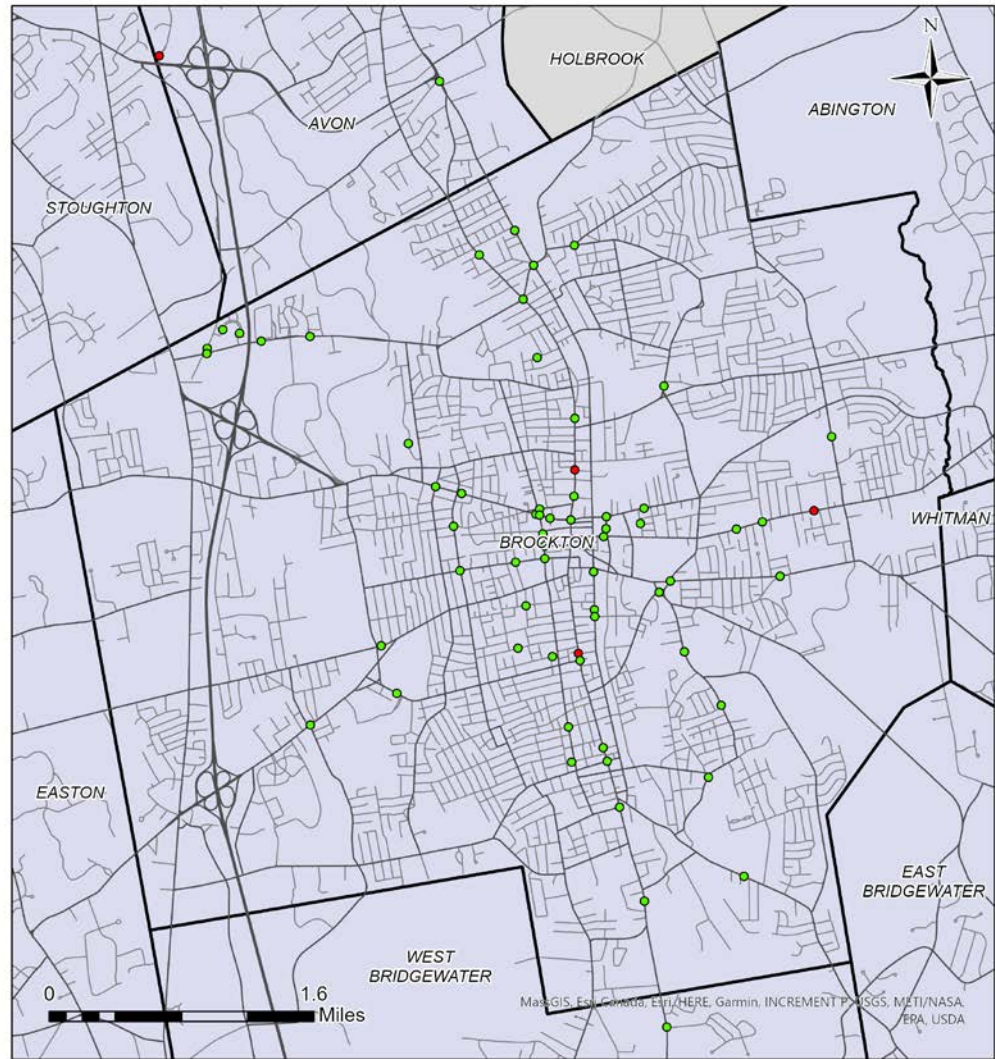 N
HOLBROOK
ABINGTON
AVON
STOUGHTON
WHITMAN
BROCKTON
EASTON
EAST
BRIDGEWATER
WEST
BRIDGEWATER
0 1.6
Miles
MassGIS, Esri Canada, Esri, HERE, Garmin, INCREMENT P, USGS, METI/NASA,
EPA, USDA